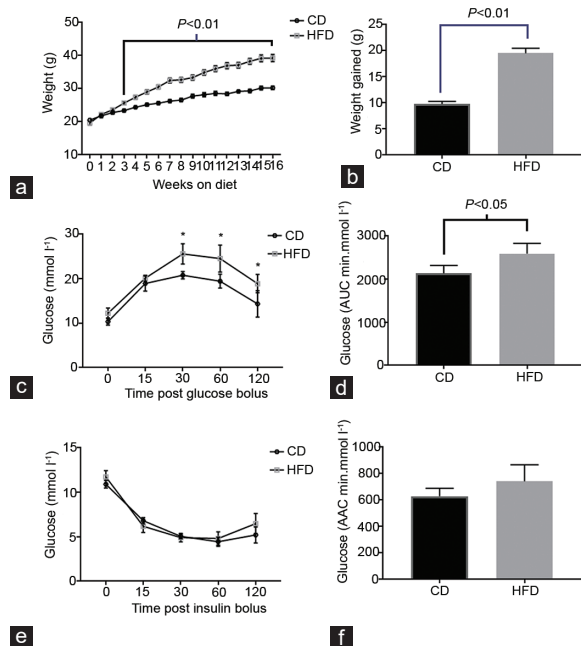 P<0.01
CD
HFD
50
40
30
20
10
Weight (g)
0 1 2 3 4 5 6 7 8 9 10 11 12 13 14 15 16
Weeks on diet
a
P<0.01
25
20
15
10
5
0
Weight gained (g)
CD HFD
b
30
20
10
0
Glucose (mmol l-1)
* * *
CD
HFD
0 15 30 60 120
Time post glucose bolus
c
P<0.05
3000
2000
1000
0
Glucose (AUC min.mmol l-1)
CD HFD
d
15
10
5
0
Glucose (mmol l-1)
CD
HFD
0 15 30 60 120
Time post insulin bolus
e
1000
800
600
400
200
0
Glucose (AAC min.mmol l-1)
CD HFD
f